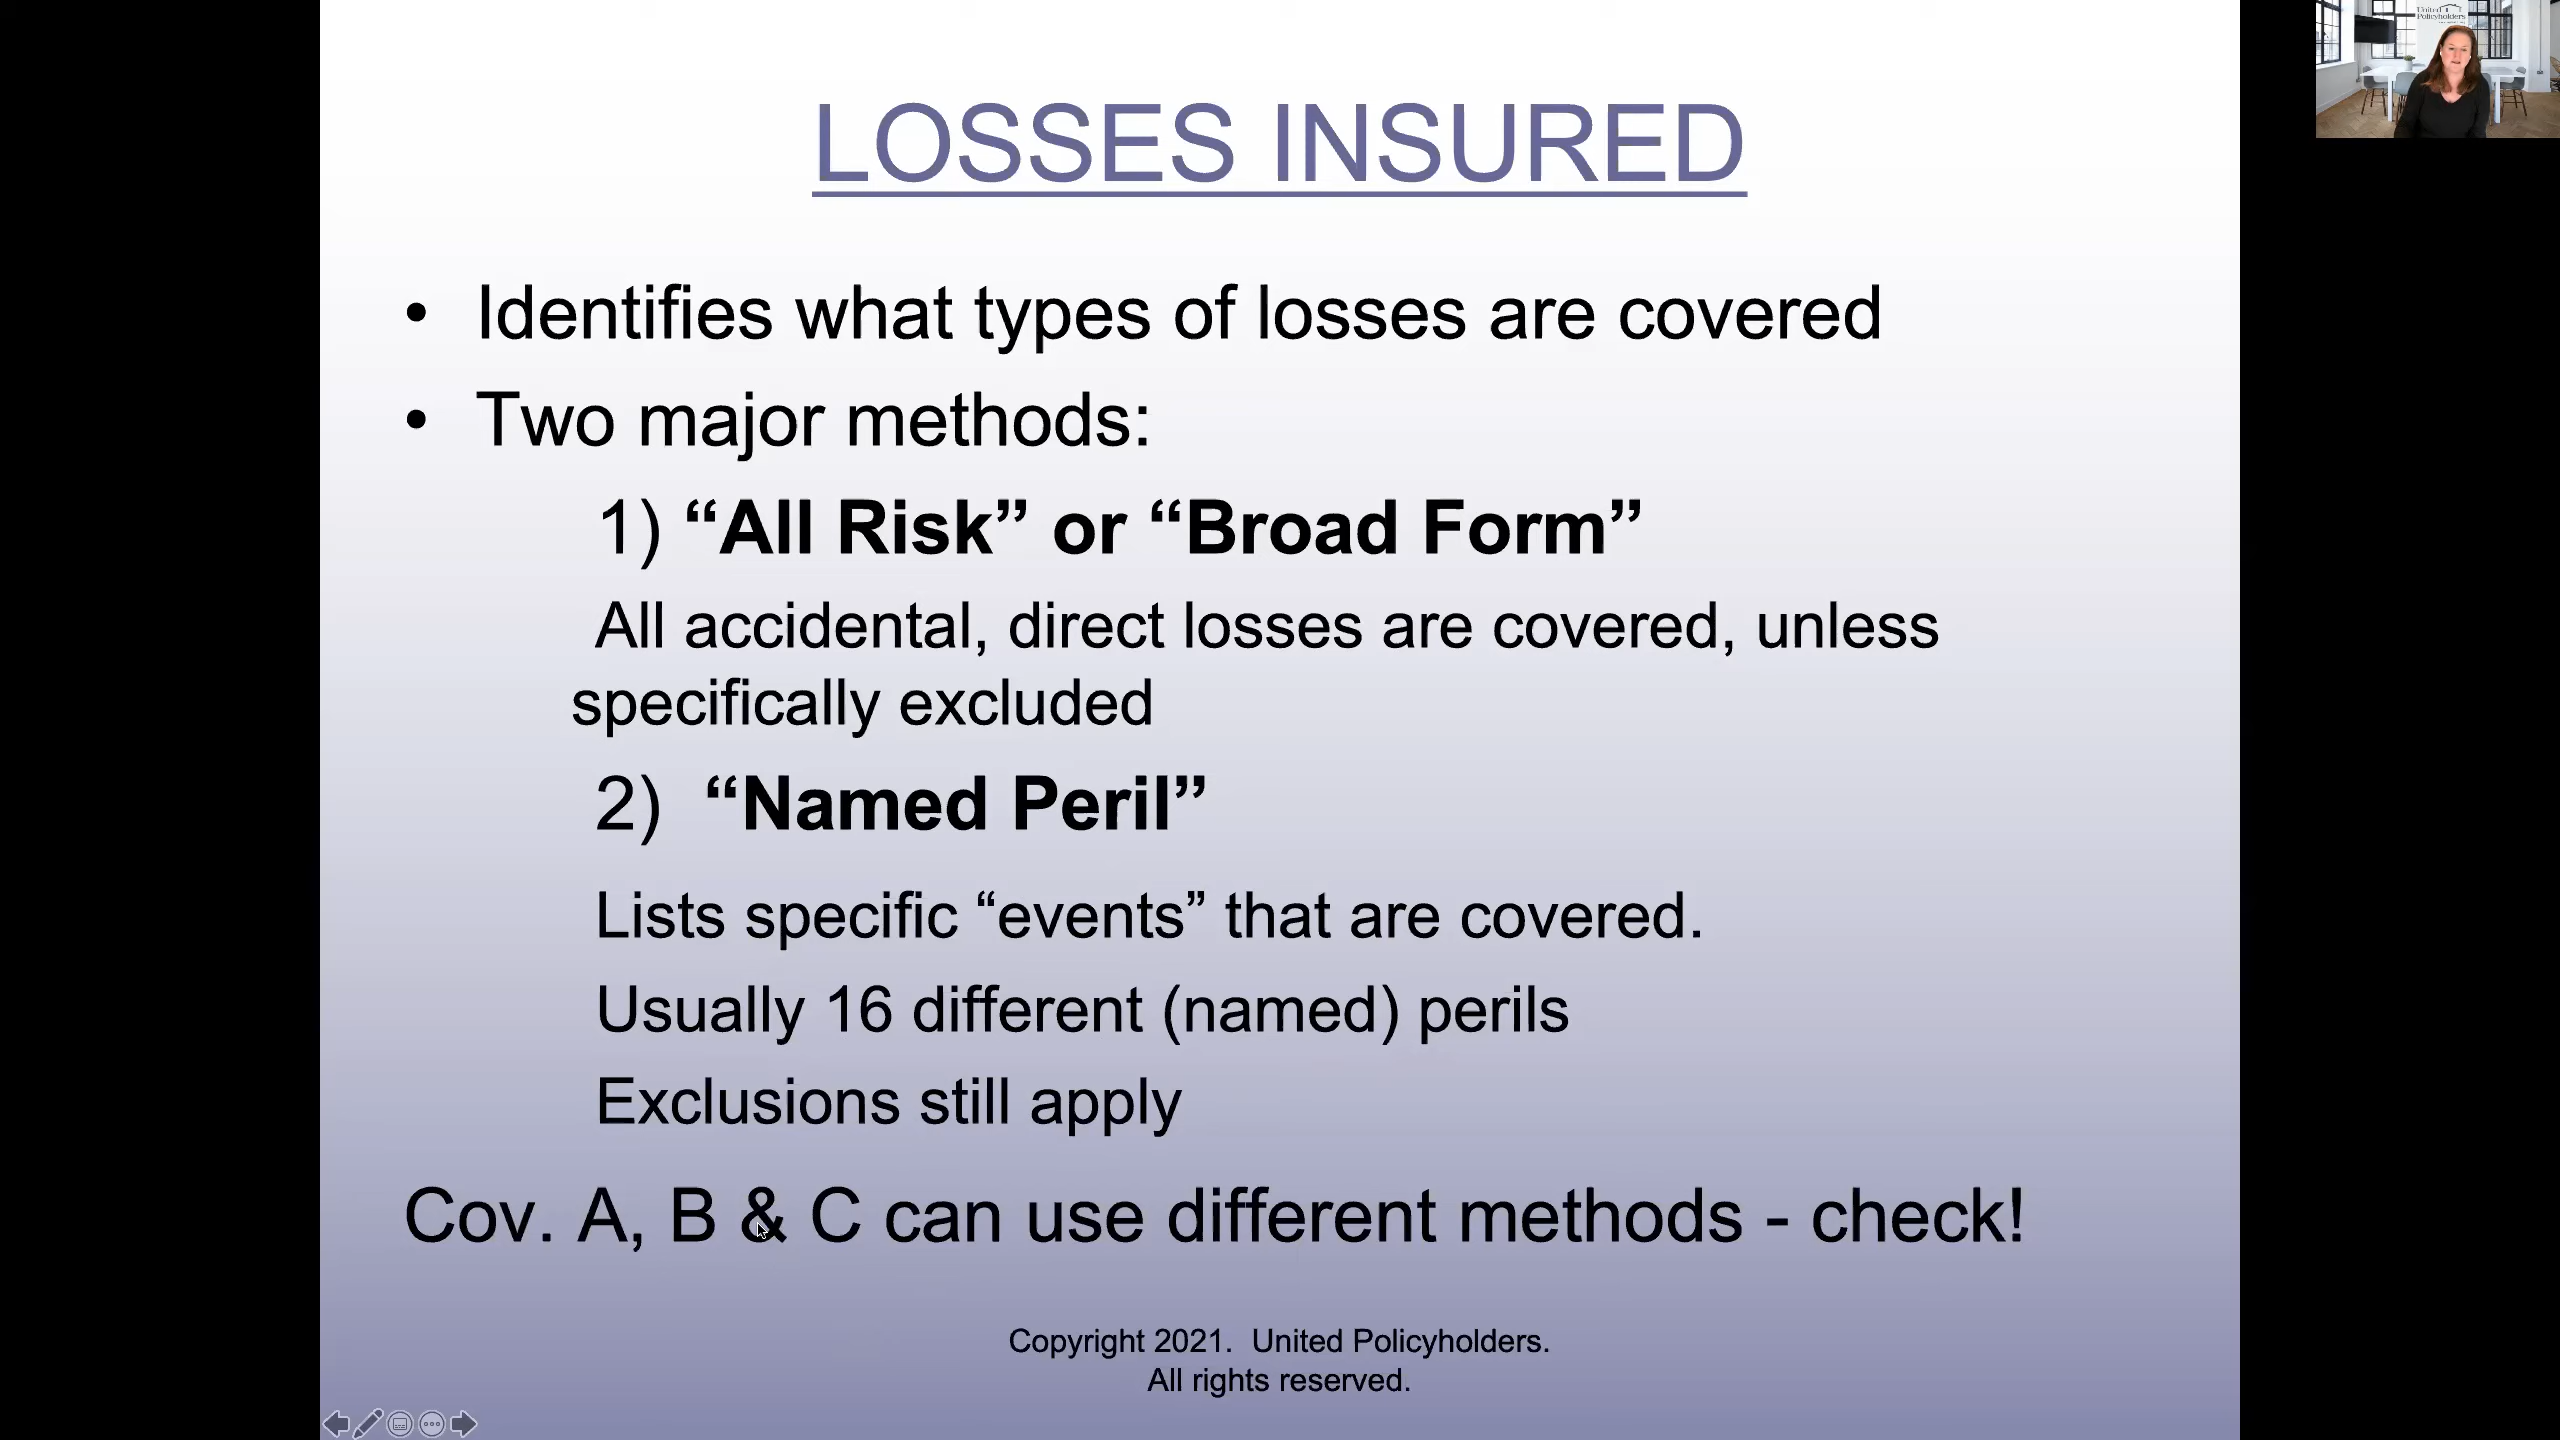 United
Policyholders
LOSSES INSURED
• Identifies what types of losses are covered
• Two major methods:
1) “All Risk” or “Broad Form”
All accidental, direct losses are covered, unless
specifically excluded
2) “Named Peril”
Lists specific “events” that are covered.
Usually 16 different (named) perils
Exclusions still apply
Cov. A, B & C can use different methods - check!
Copyright 2021. United Policyholders.
All rights reserved.